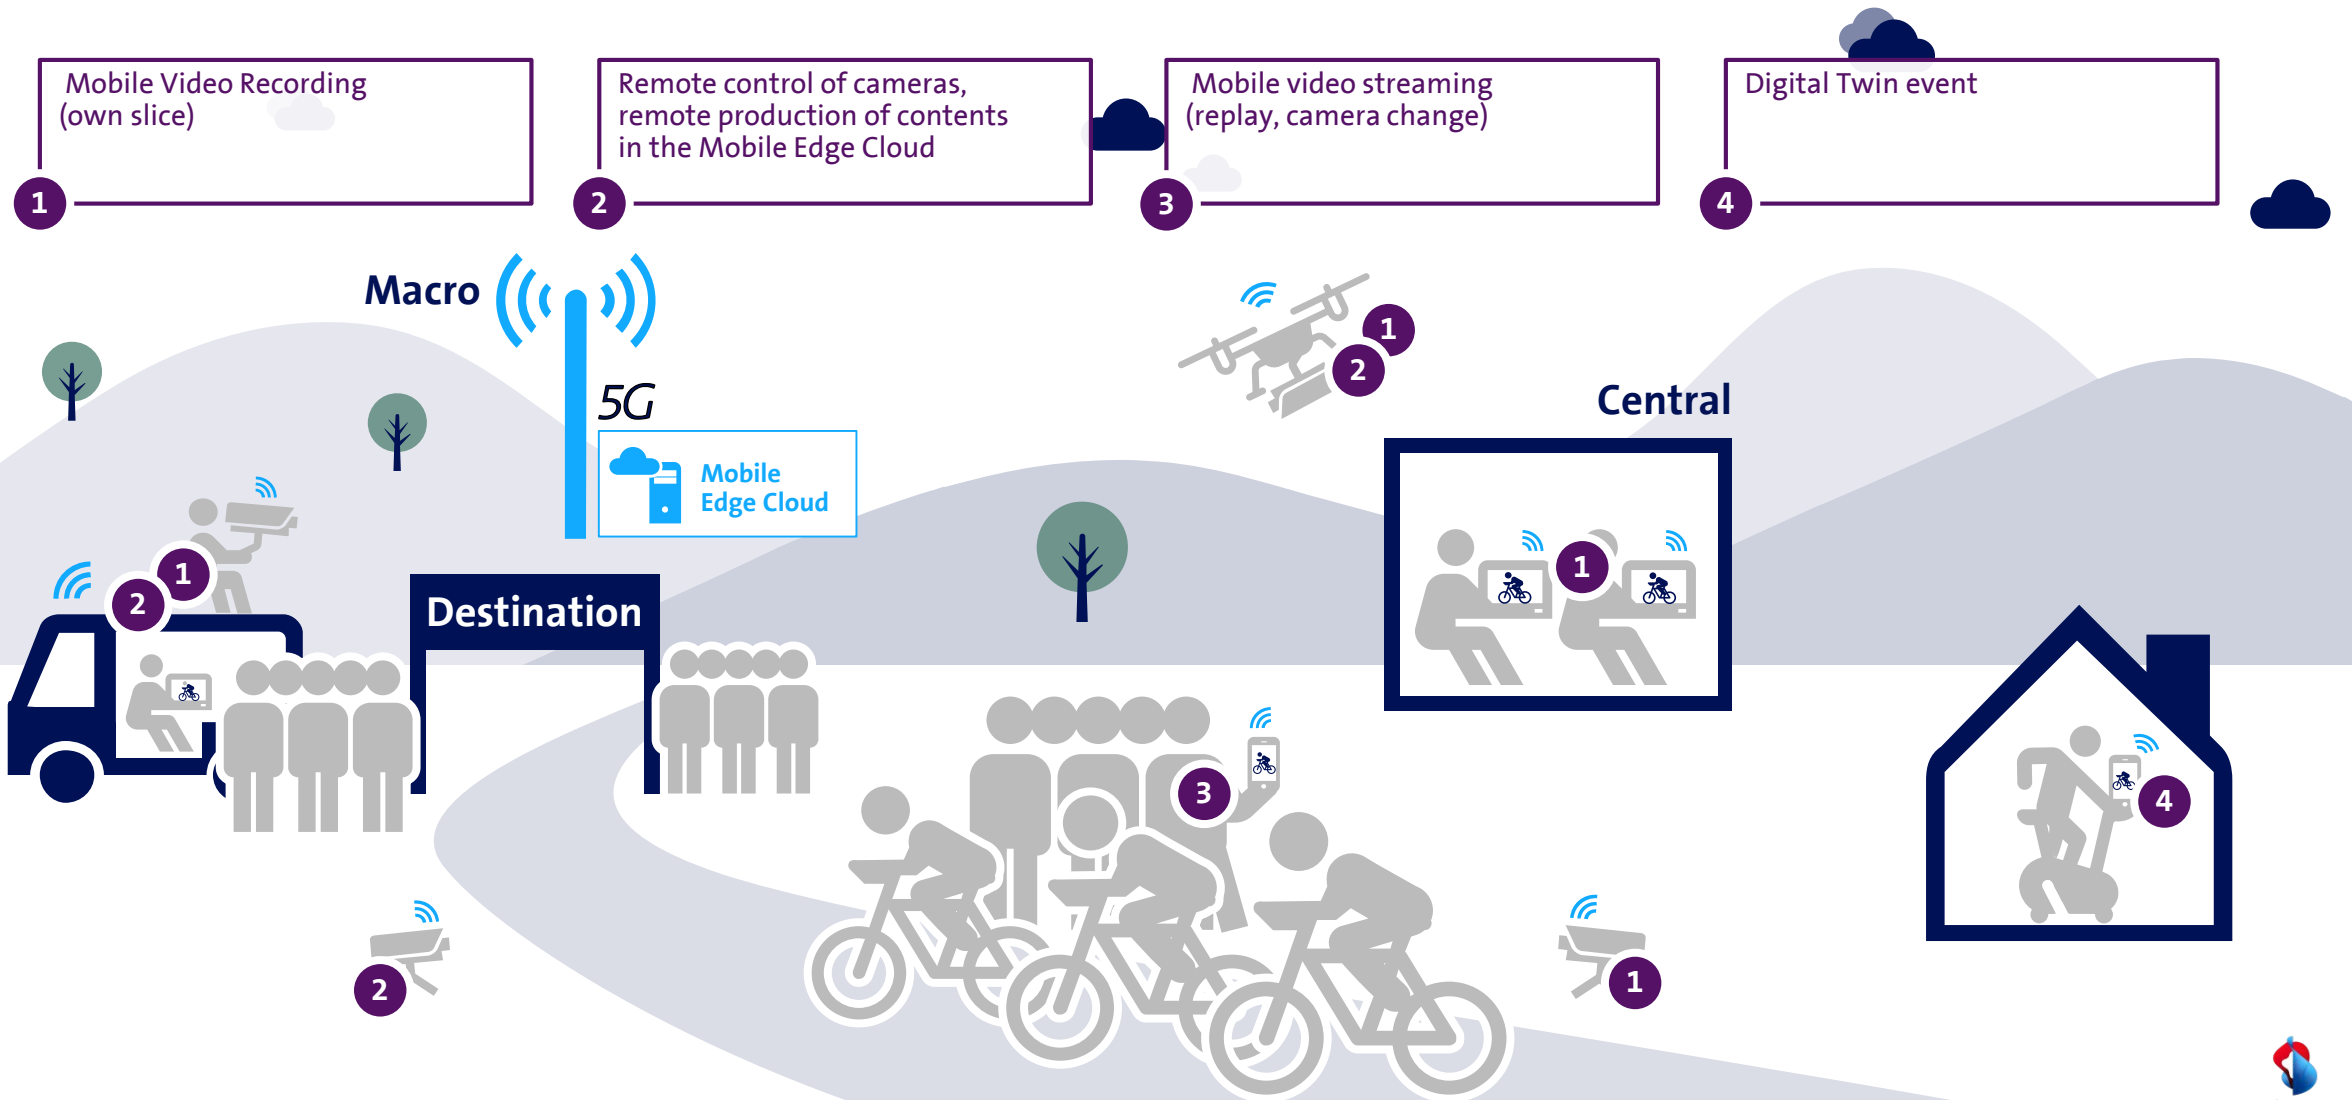 Mobile Video Recording
(own slice)
1
Remote control of cameras,
remote production of contents
in the Mobile Edge Cloud
2
Mobile video streaming
(replay, camera change)
3
Digital Twin event
4
Macro
5G
Mobile
Edge Cloud
1
2
Central
1
2
1
Destination
3
4
2
1